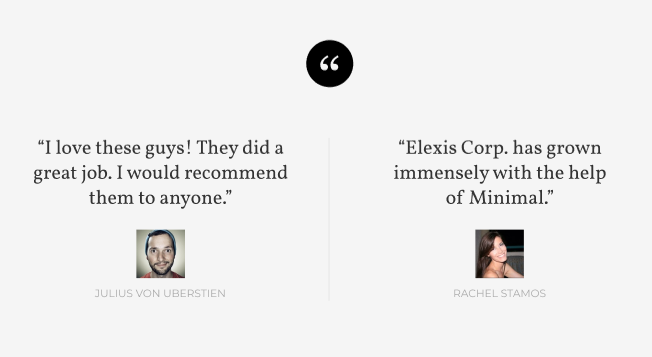 “
“I love these guys! They did a
great job. I would recommend
them to anyone.”
JULIUS VON UBERSTIEN
“Elexis Corp. has grown
immensely with the help
of Minimal.”
RACHEL STAMOS